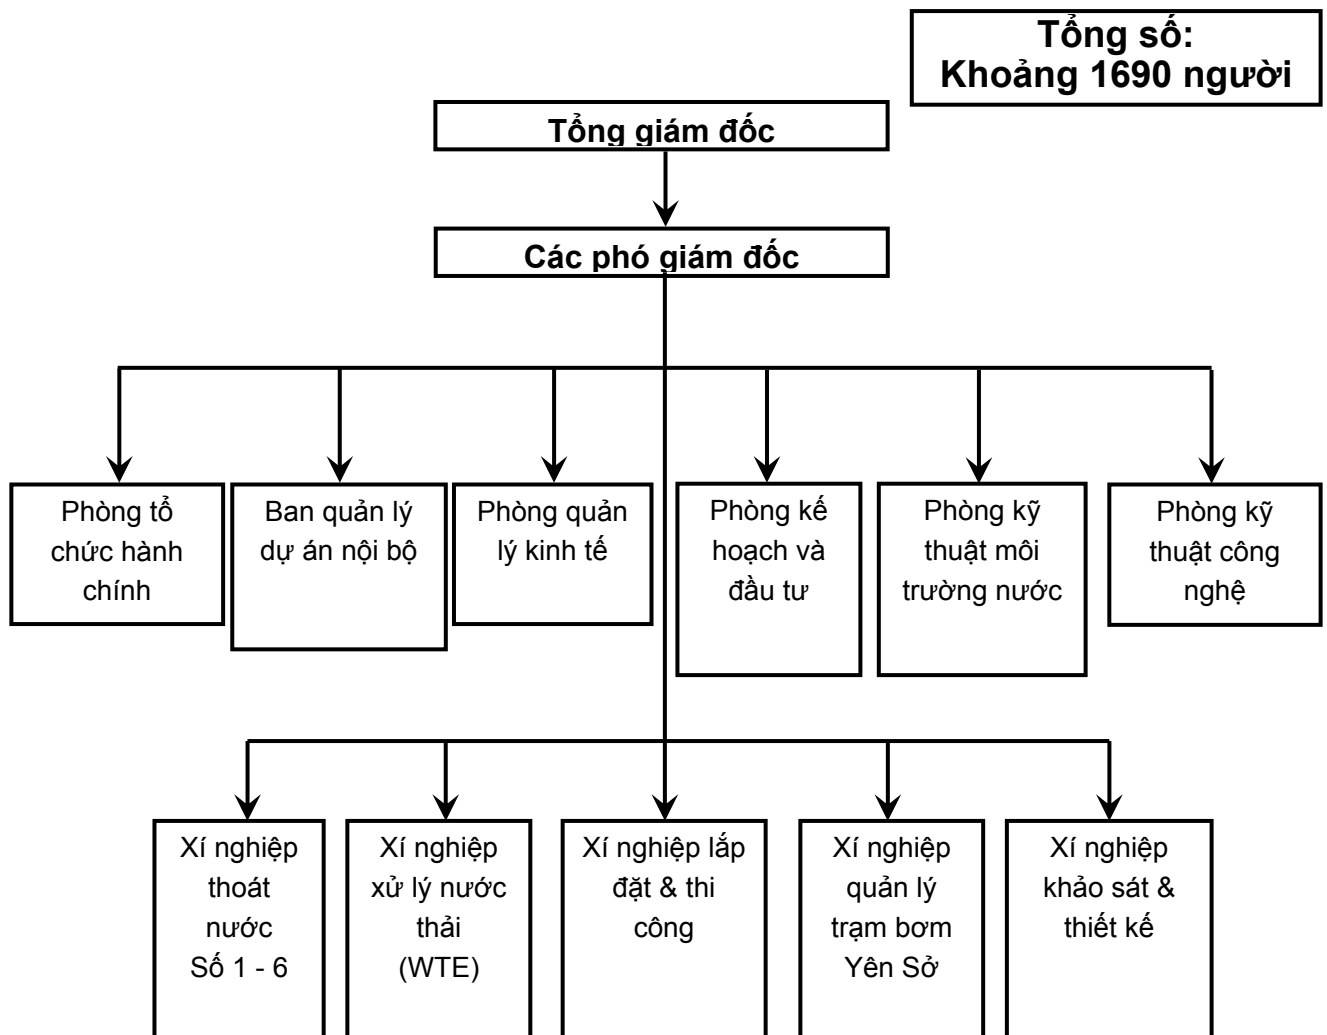 Tổng số:
Khoảng 1690 người
Tổng giám đốc
Các phó giám đốc
Phòng tổ
chức hành
chính
Ban quản lý
dự án nội bộ
Phòng quản
lý kinh tế
Phòng kế
hoạch và
đầu tư
Phòng kỹ
thuật môi
trường nước
Phòng kỹ
thuật công
nghệ
Xí nghiệp
thoát
nước
Số 1 - 6
Xí nghiệp
xử lý nước
thải
(WTE)
Xí nghiệp lắp
đặt & thi
công
Xí nghiệp
quản lý
trạm bơm
Yên Sở
Xí nghiệp
khảo sát &
thiết kế